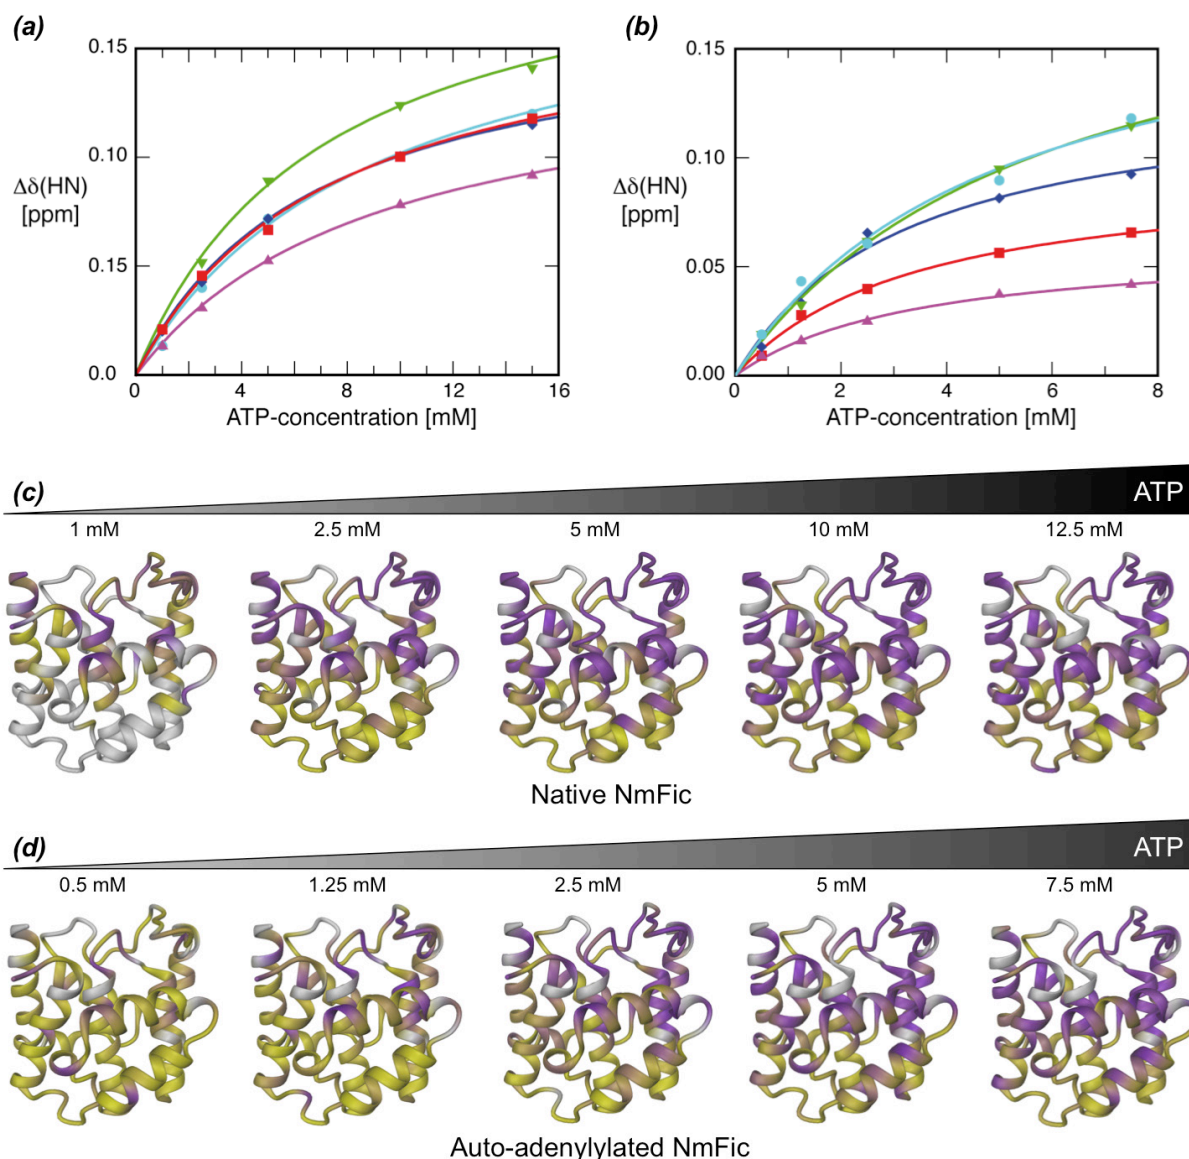 (a)
0.15
0.10
Δδ(HN)
[ppm]
0.15
0.0
0 4 8 12 16
ATP-concentration [mM]
(b)
0.15
0.10
Δδ(HN)
[ppm]
0.05
0.00
0 2 4 6 8
ATP-concentration [mM]
(c)
ATP
1 mM 2.5 mM 5 mM 10 mM 12.5 mM
Native NmFic
(d)
ATP
0.5 mM 1.25 mM 2.5 mM 5 mM 7.5 mM
Auto-adenylylated NmFic